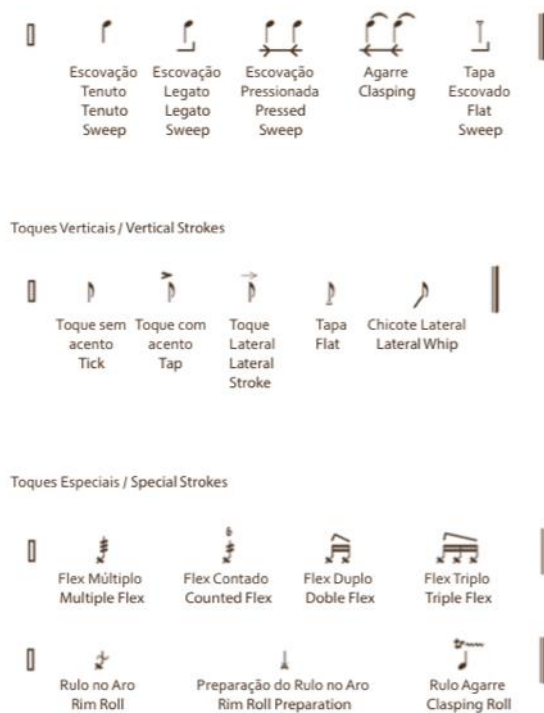 Escovação Escovação Escovação Agarre Tapa
Tenuto Legato Pressionada Clasping Escovado
Tenuto Legato Pressed Flat
Sweep Sweep Sweep Sweep
Toques Verticais / Vertical Strokes
Toque sem Toque com Toque Tapa Chicote Lateral
acento acento Lateral Flat Lateral Whip
Tick Tap Lateral
Stroke
Toques Especiais / Special Strokes
6
Flex Múltiplo Flex Contado Flex Duplo Flex Triplo
Multiple Flex Counted Flex Doble Flex Triple Flex
Rulo no Aro Preparação do Rulo no Aro Rulo Agarre
Rim Roll Rim Roll Preparation Clasping Roll